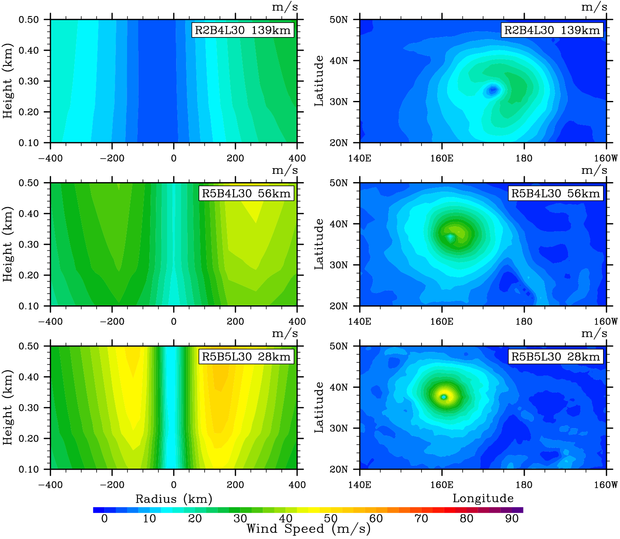 m/s
m/s
0.50
0.40
0.30
0.20
0.10
Height (km)
R2B4L30 139km
−400
−200
0
200
400
50N
40N
30N
20N
Latitude
R2B4L30 139km
140E
160E
180
160W
m/s
m/s
0.50
0.40
0.30
0.20
0.10
Height (km)
R5B4L30 56km
−400
−200
0
200
400
50N
40N
30N
20N
Latitude
R5B4L30 56km
140E
160E
180
160W
m/s
m/s
0.50
0.40
0.30
0.20
0.10
Height (km)
R5B5L30 28km
−400
−200
0
200
400
Radius (km)
50N
40N
30N
20N
Latitude
R5B5L30 28km
140E
160E
180
160W
Longitude
0 10 20 30 40 50 60 70 80 90
Wind Speed (m/s)